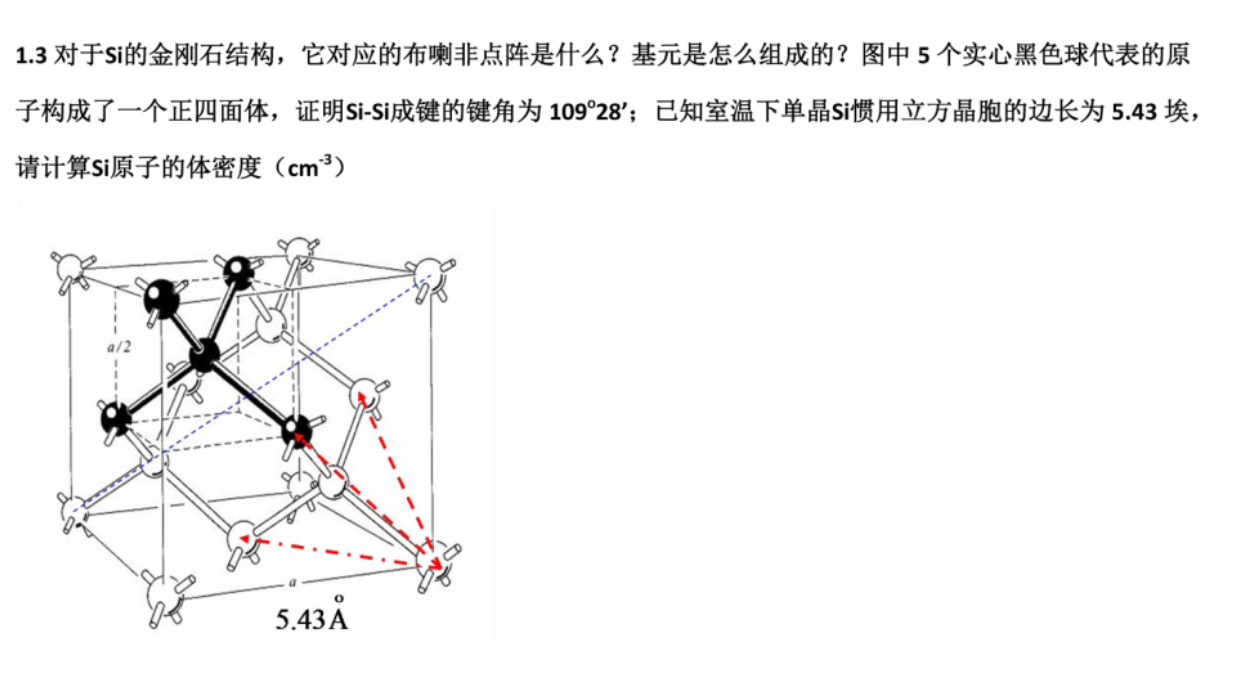 1.3 对于Si的金刚石结构，它对应的布喇非点阵是什么？基元是怎么组成的？图中 5 个实心黑色球代表的原
子构成了一个正四面体，证明Si-Si成键的键角为 109°28′；已知室温下单晶Si惯用立方晶胞的边长为 5.43 埃，
请计算Si原子的体密度（cm⁻³）
a/2
a
5.43Å